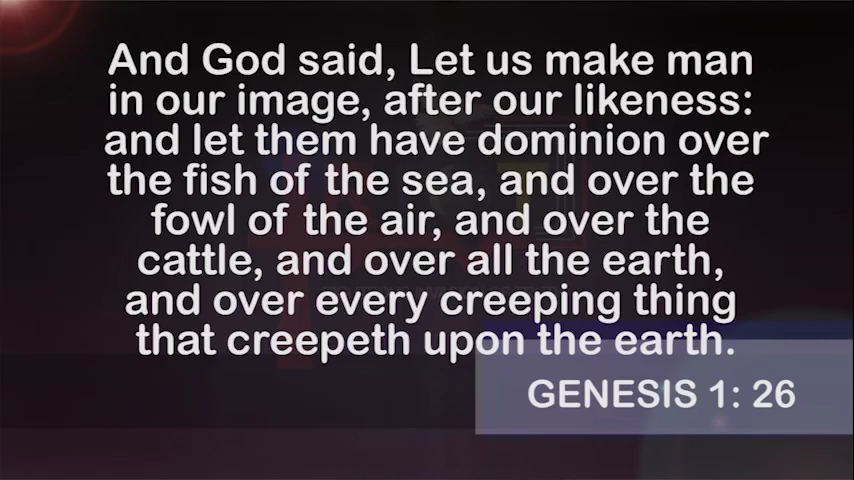 And God said, Let us make man
in our image, after our likeness:
and let them have dominion over
the fish of the sea, and over the
fowl of the air, and over the
cattle, and over all the earth,
and over every creeping thing
that creepeth upon the earth.
GENESIS 1: 26